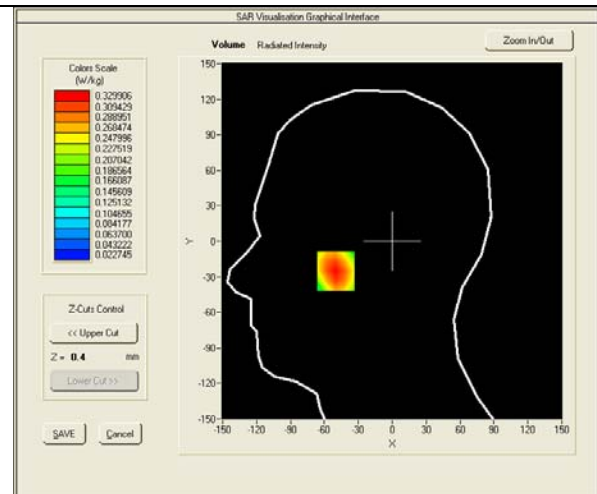 SAR Visualisation Graphical Interface
Volume Radiated Intensity
Zoom In/Out
Colors Scale
(W/kg)
0.329906
0.309429
0.288951
0.268474
0.247996
0.227519
0.207042
0.186564
0.166087
0.145609
0.125132
0.104655
0.084177
0.063700
0.043222
0.022745
Z-Cuts Control
<< Upper Cut
Z = 0.4 mm
Lower Cut >>
SAVE Cancel
150-
120-
90-
60-
30-
0-
-30-
-60-
-90-
-120-
-150-
Y
-150 -120 -90 -60 -30 0 30 60 90 120 150
X